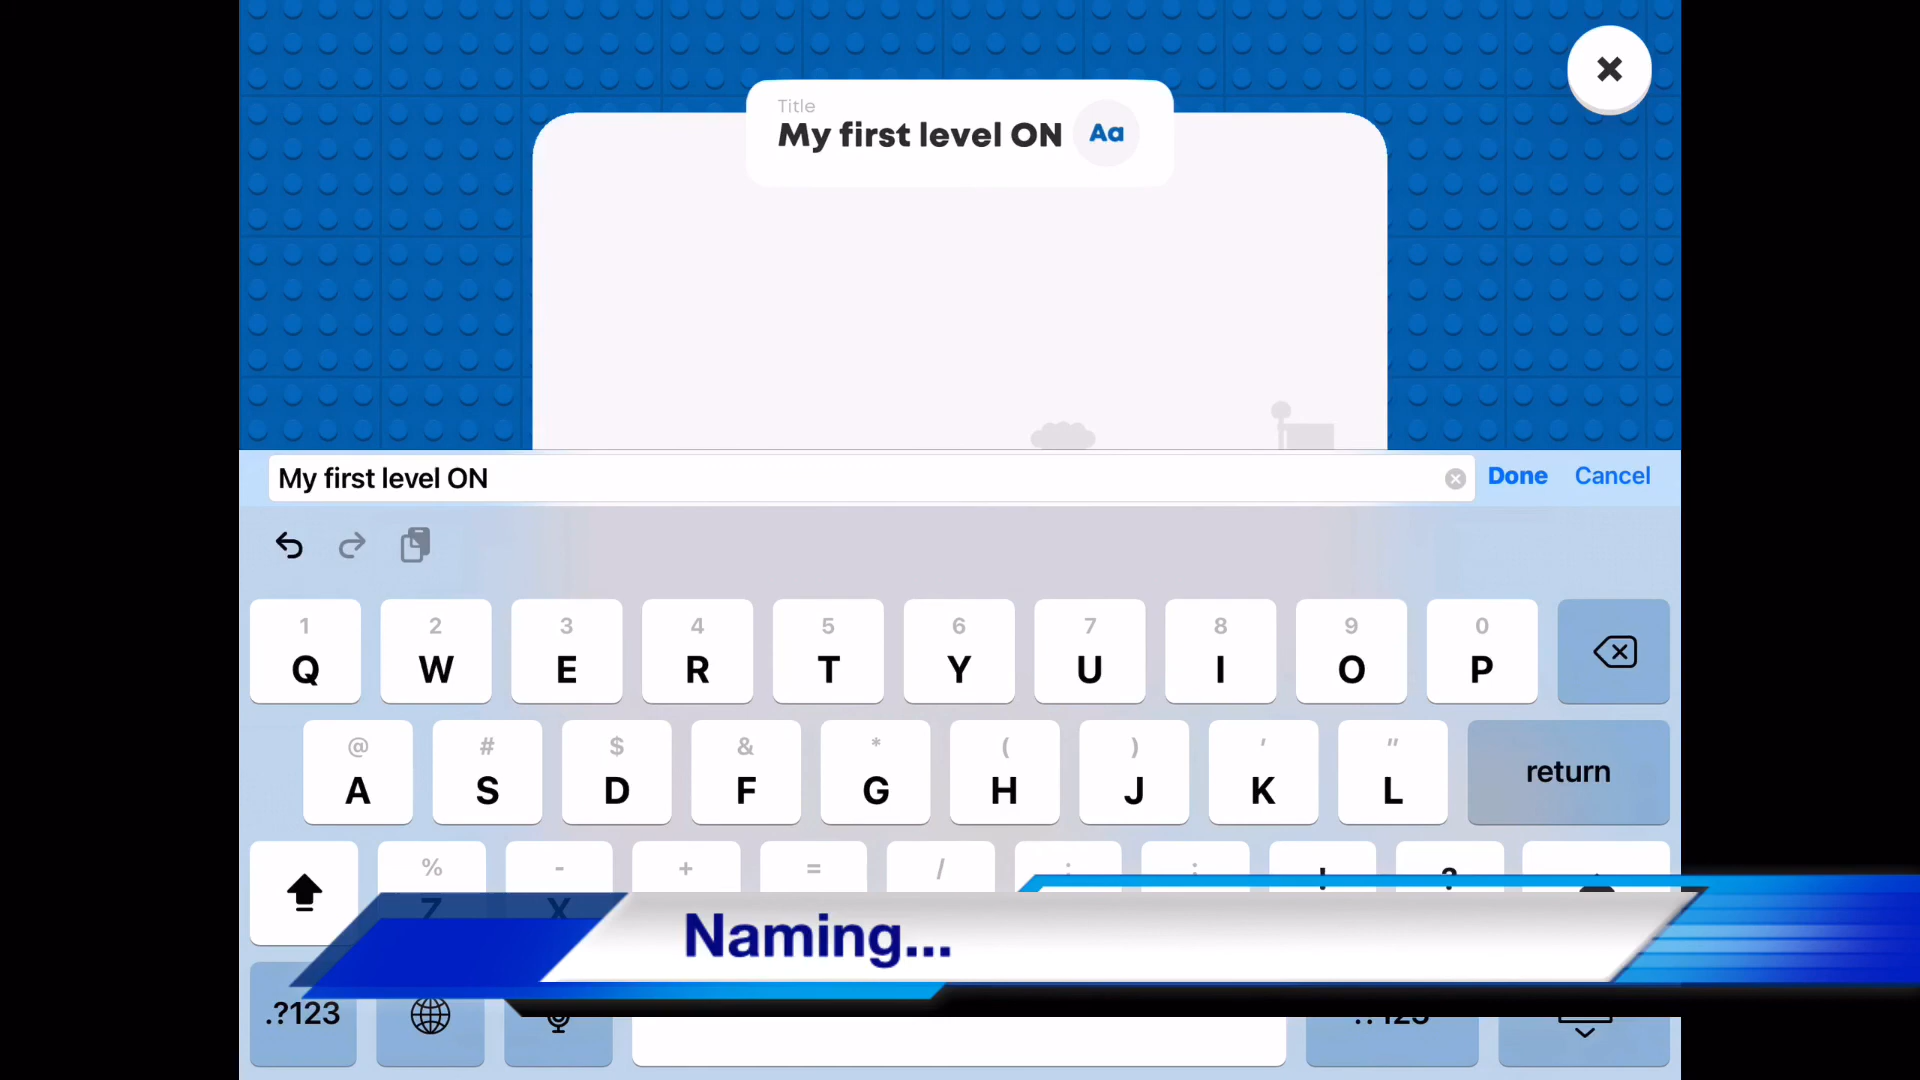 Title
My first level ON Aa
My first level ON Done Cancel
1 2 3 4 5 6 7 8 9 0
Q W E R T Y U I O P
@ # $ & * ( ) ' "
A S D F G H J K L return
% - + = /
! ?
Z X
Naming...
.?123